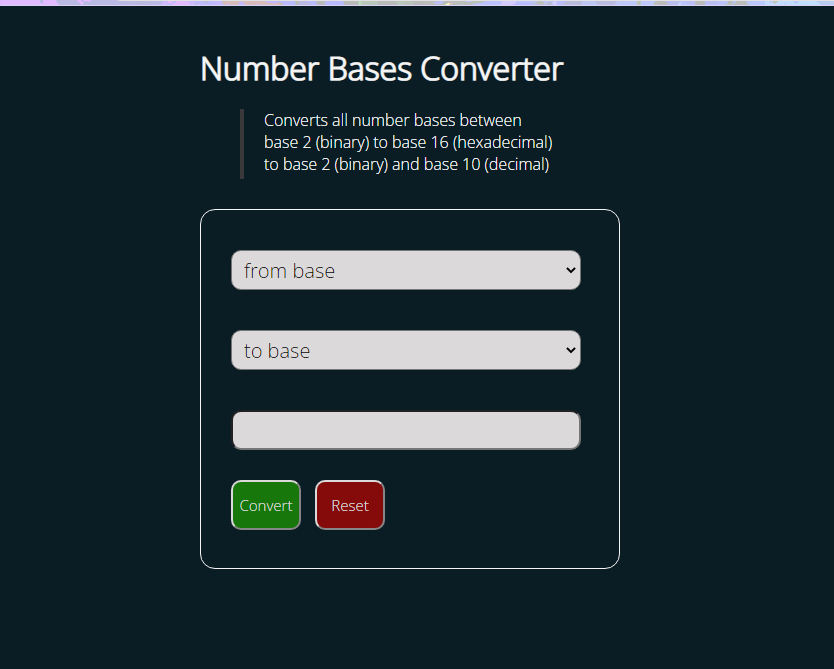 Number Bases Converter
Converts all number bases between
base 2 (binary) to base 16 (hexadecimal)
to base 2 (binary) and base 10 (decimal)
from base
to base
Convert
Reset